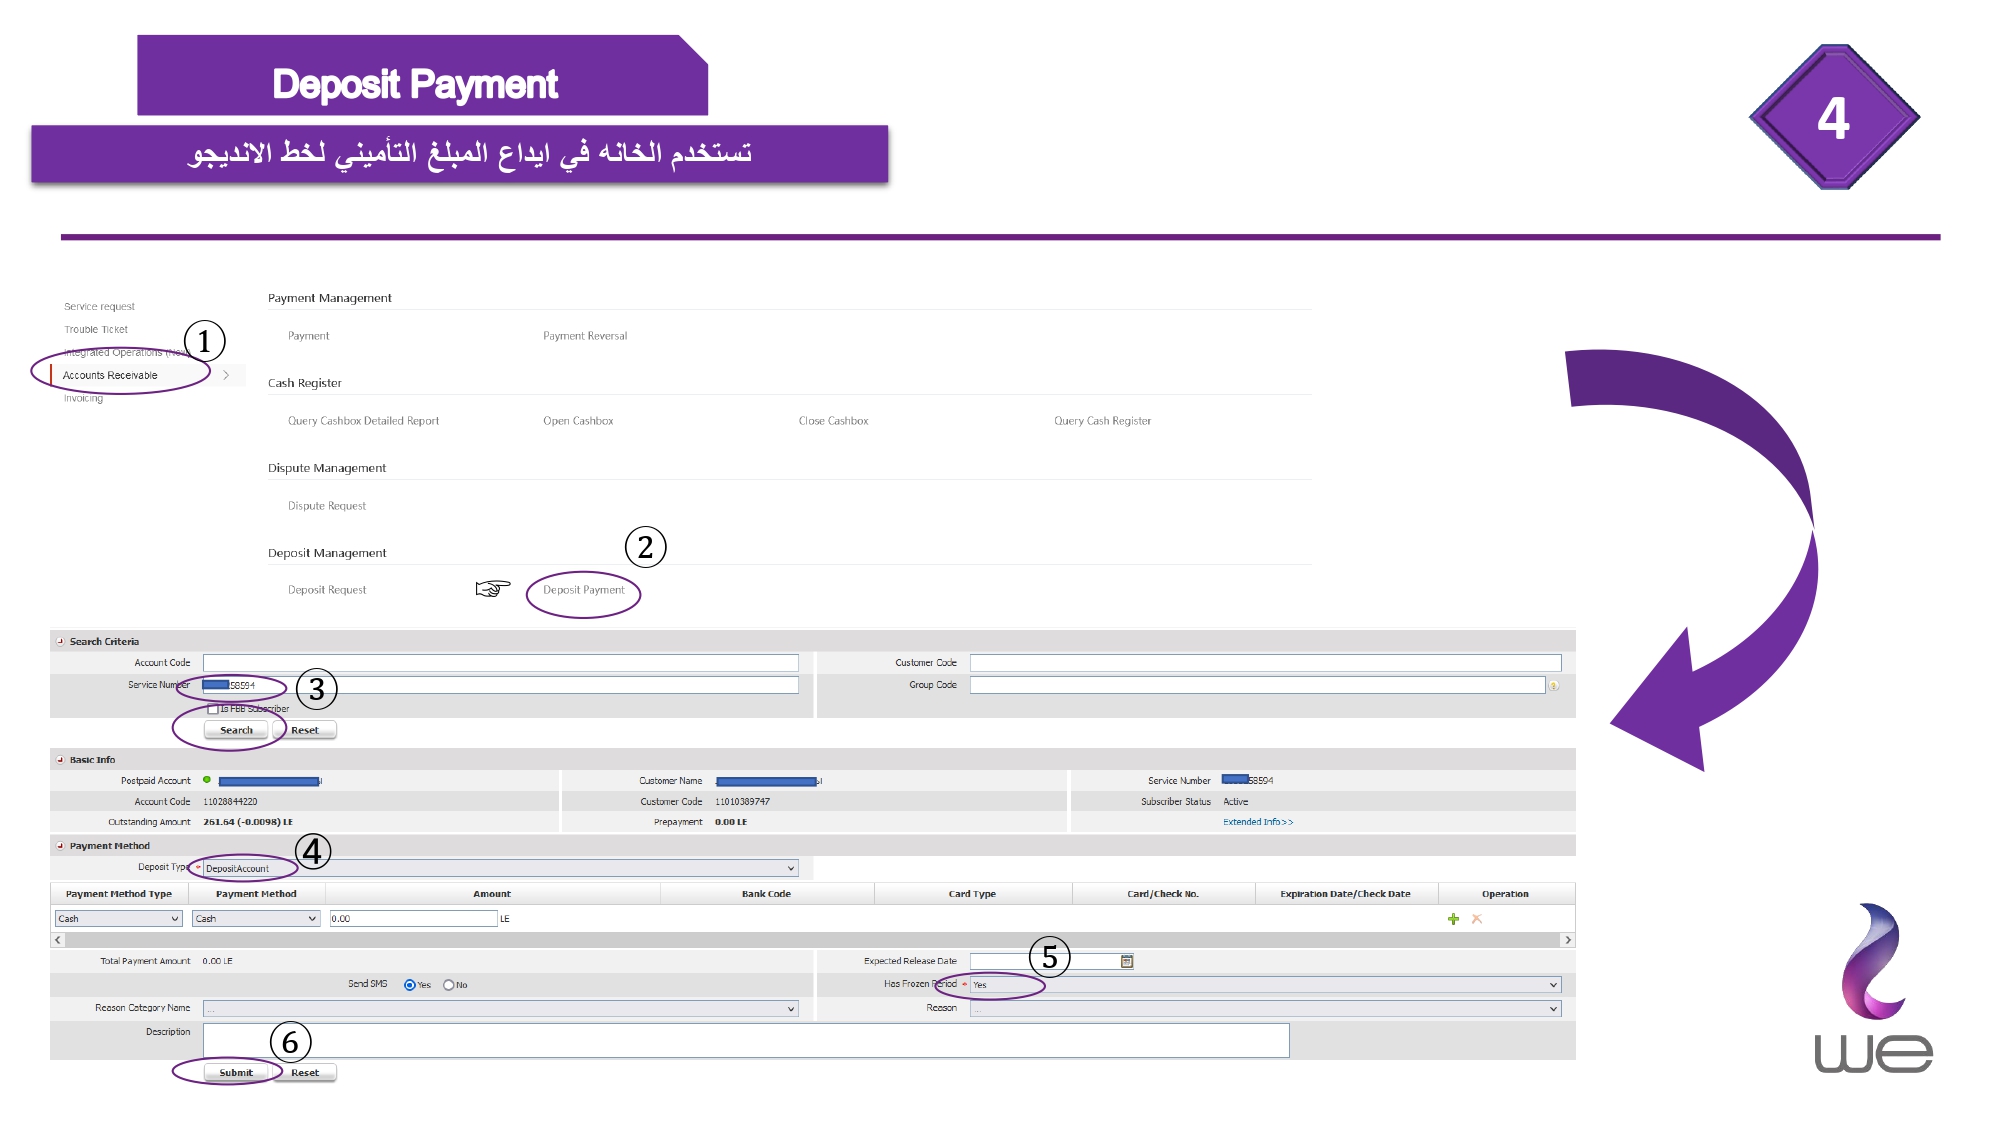 Deposit Payment
4
تستخدم الخانه في ايداع المبلغ التأميني لخط الانديجو
Service request
Trouble Ticket
Integrated Operations (New)
①
Accounts Receivable
Invoicing
Payment Management
Payment Payment Reversal
Cash Register
Query Cashbox Detailed Report Open Cashbox Close Cashbox Query Cash Register
Dispute Management
Dispute Request
②
Deposit Management
Deposit Request ☞ Deposit Payment
Search Criteria
Account Code Customer Code
Service Number 58594 ③ Group Code
Is FBB Subscriber
Search Reset
Basic Info
Postpaid Account Customer Name Service Number 58594
Account Code 11028844220 Customer Code 11010389747 Subscriber Status Active
Outstanding Amount 261.64 (-0.0098) LE Prepayment 0.00 LE Extended Info>>
Payment Method
④
Deposit Type * DepositAccount
Payment Method Type Payment Method Amount Bank Code Card Type Card/Check No. Expiration Date/Check Date Operation
Cash Cash 0.00 LE
Total Payment Amount 0.00 LE Expected Release Date ⑤
Send SMS Yes No Has Frozen Period * Yes
Reason Category Name ... Reason ...
Description
⑥
Submit Reset
we